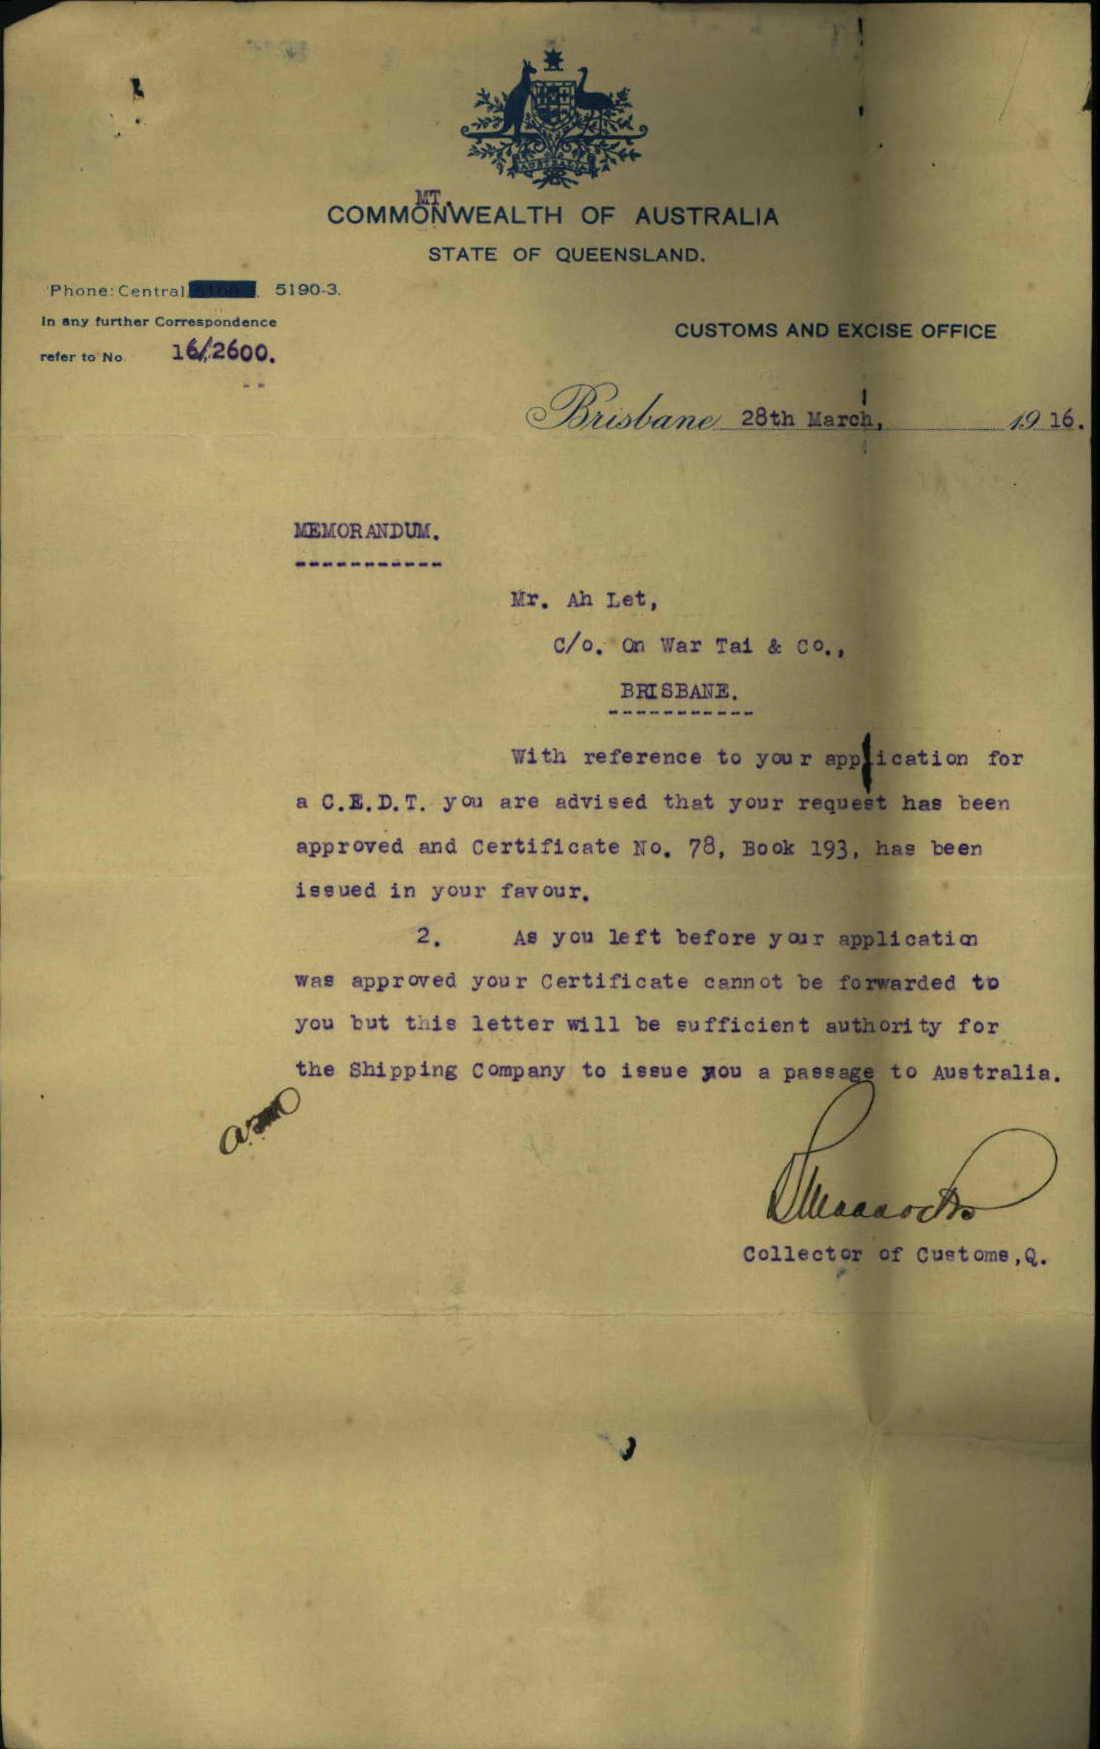 AUSTRALIA
MT.
COMMONWEALTH OF AUSTRALIA
STATE OF QUEENSLAND.
Phone: Central 5190-3.
In any further Correspondence
refer to No. 16/2600.
CUSTOMS AND EXCISE OFFICE
Brisbane 28th March, 1916.
MEMORANDUM.
Mr. Ah Let,
C/o. On War Tai & Co.,
BRISBANE.
With reference to your application for
a C.E.D.T. you are advised that your request has been
approved and Certificate No. 78, Book 193, has been
issued in your favour.
2. As you left before your application
was approved your Certificate cannot be forwarded to
you but this letter will be sufficient authority for
the Shipping Company to issue you a passage to Australia.
Collector of Customs,Q.